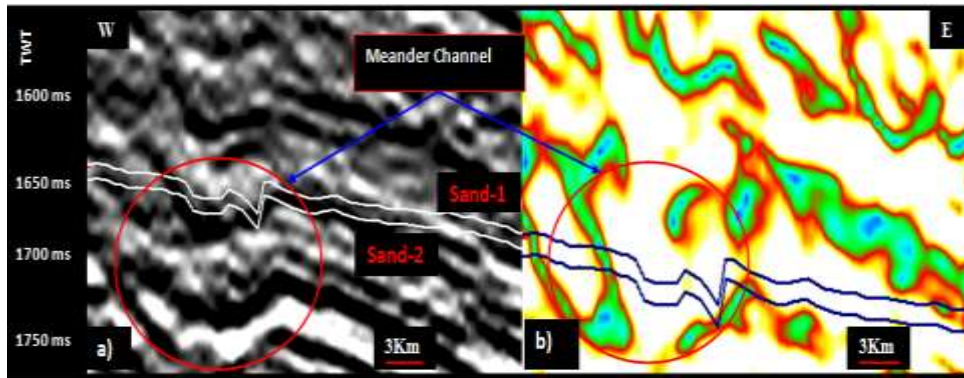 TWT
W
E
Meander Channel
1600 ms
1650 ms
Sand-1
1700 ms
Sand-2
1750 ms
a)
3Km
b)
3Km